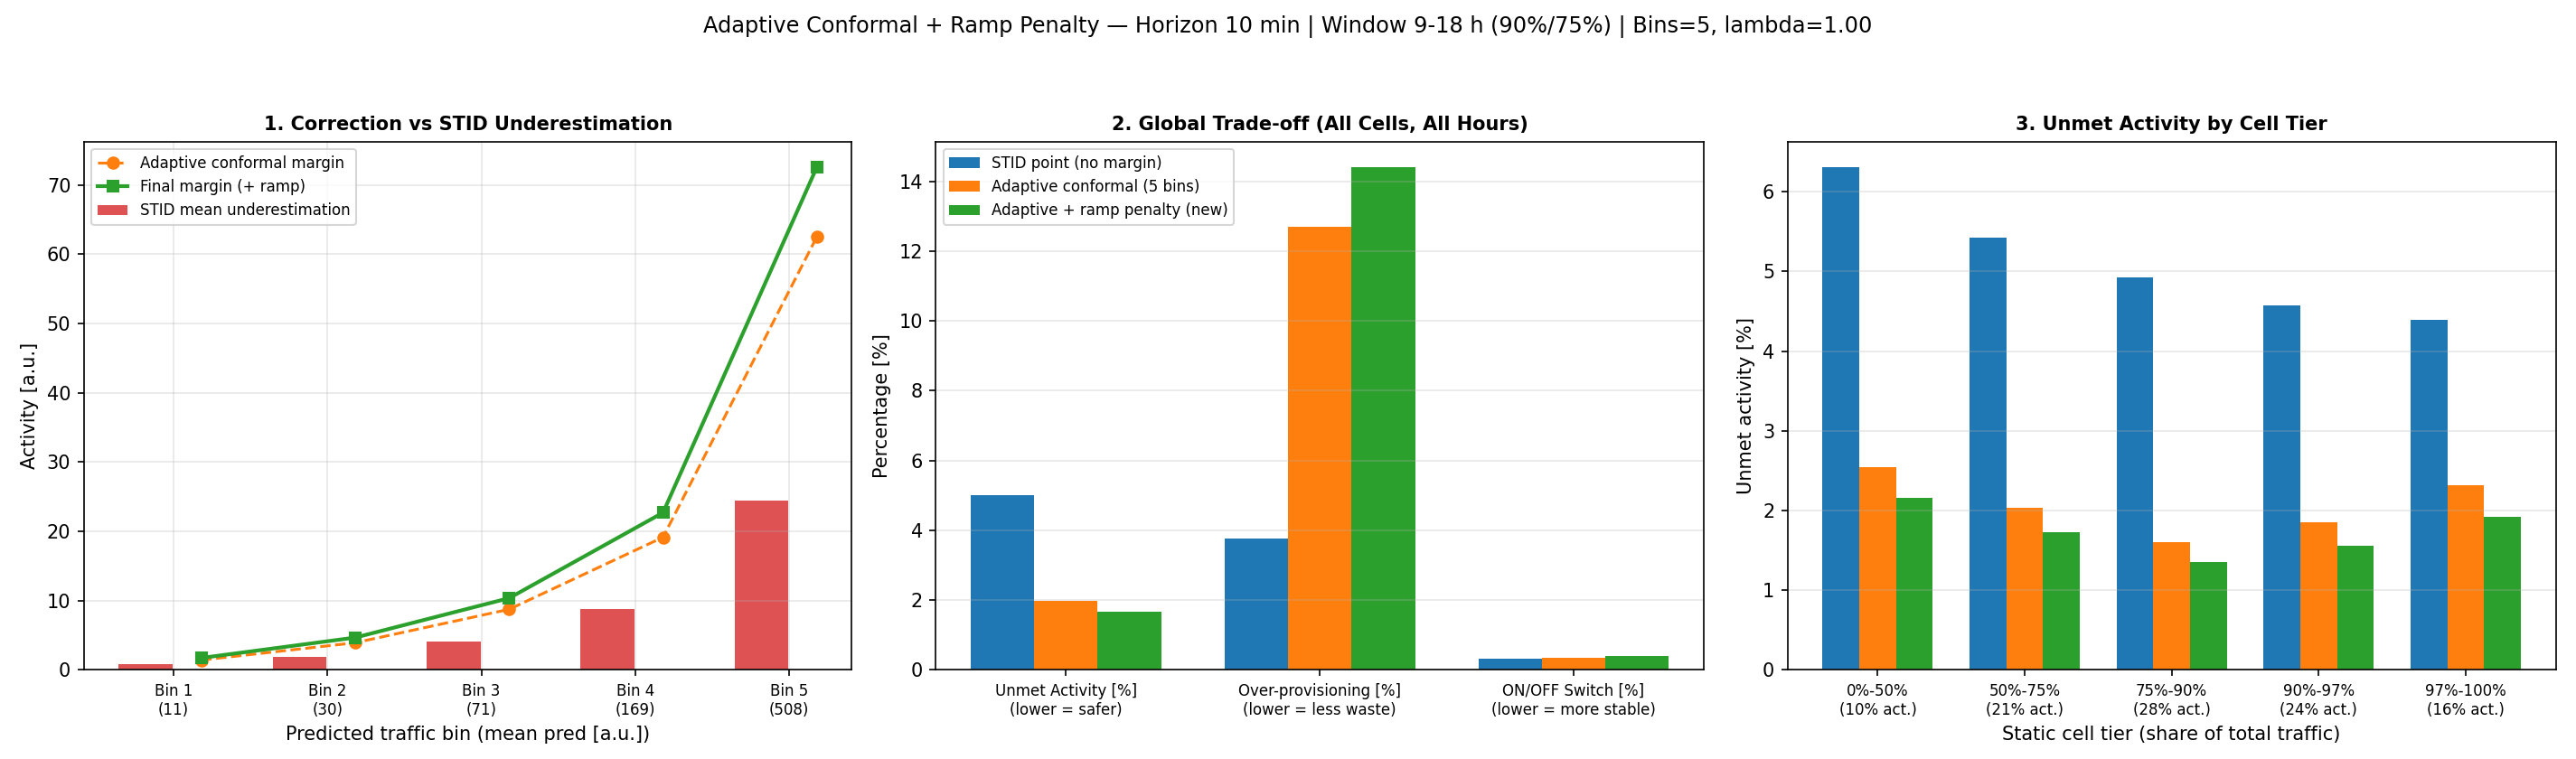 Adaptive Conformal + Ramp Penalty — Horizon 10 min | Window 9-18 h (90%/75%) | Bins=5, lambda=1.00
1. Correction vs STID Underestimation
Adaptive conformal margin
Final margin (+ ramp)
STID mean underestimation
Activity [a.u.]
70
60
50
40
30
20
10
0
Bin 1
(11)
Bin 2
(30)
Bin 3
(71)
Bin 4
(169)
Bin 5
(508)
Predicted traffic bin (mean pred [a.u.])
2. Global Trade-off (All Cells, All Hours)
STID point (no margin)
Adaptive conformal (5 bins)
Adaptive + ramp penalty (new)
Percentage [%]
14
12
10
8
6
4
2
0
Unmet Activity [%]
(lower = safer)
Over-provisioning [%]
(lower = less waste)
ON/OFF Switch [%]
(lower = more stable)
3. Unmet Activity by Cell Tier
Unmet activity [%]
6
5
4
3
2
1
0
0%-50%
(10% act.)
50%-75%
(21% act.)
75%-90%
(28% act.)
90%-97%
(24% act.)
97%-100%
(16% act.)
Static cell tier (share of total traffic)